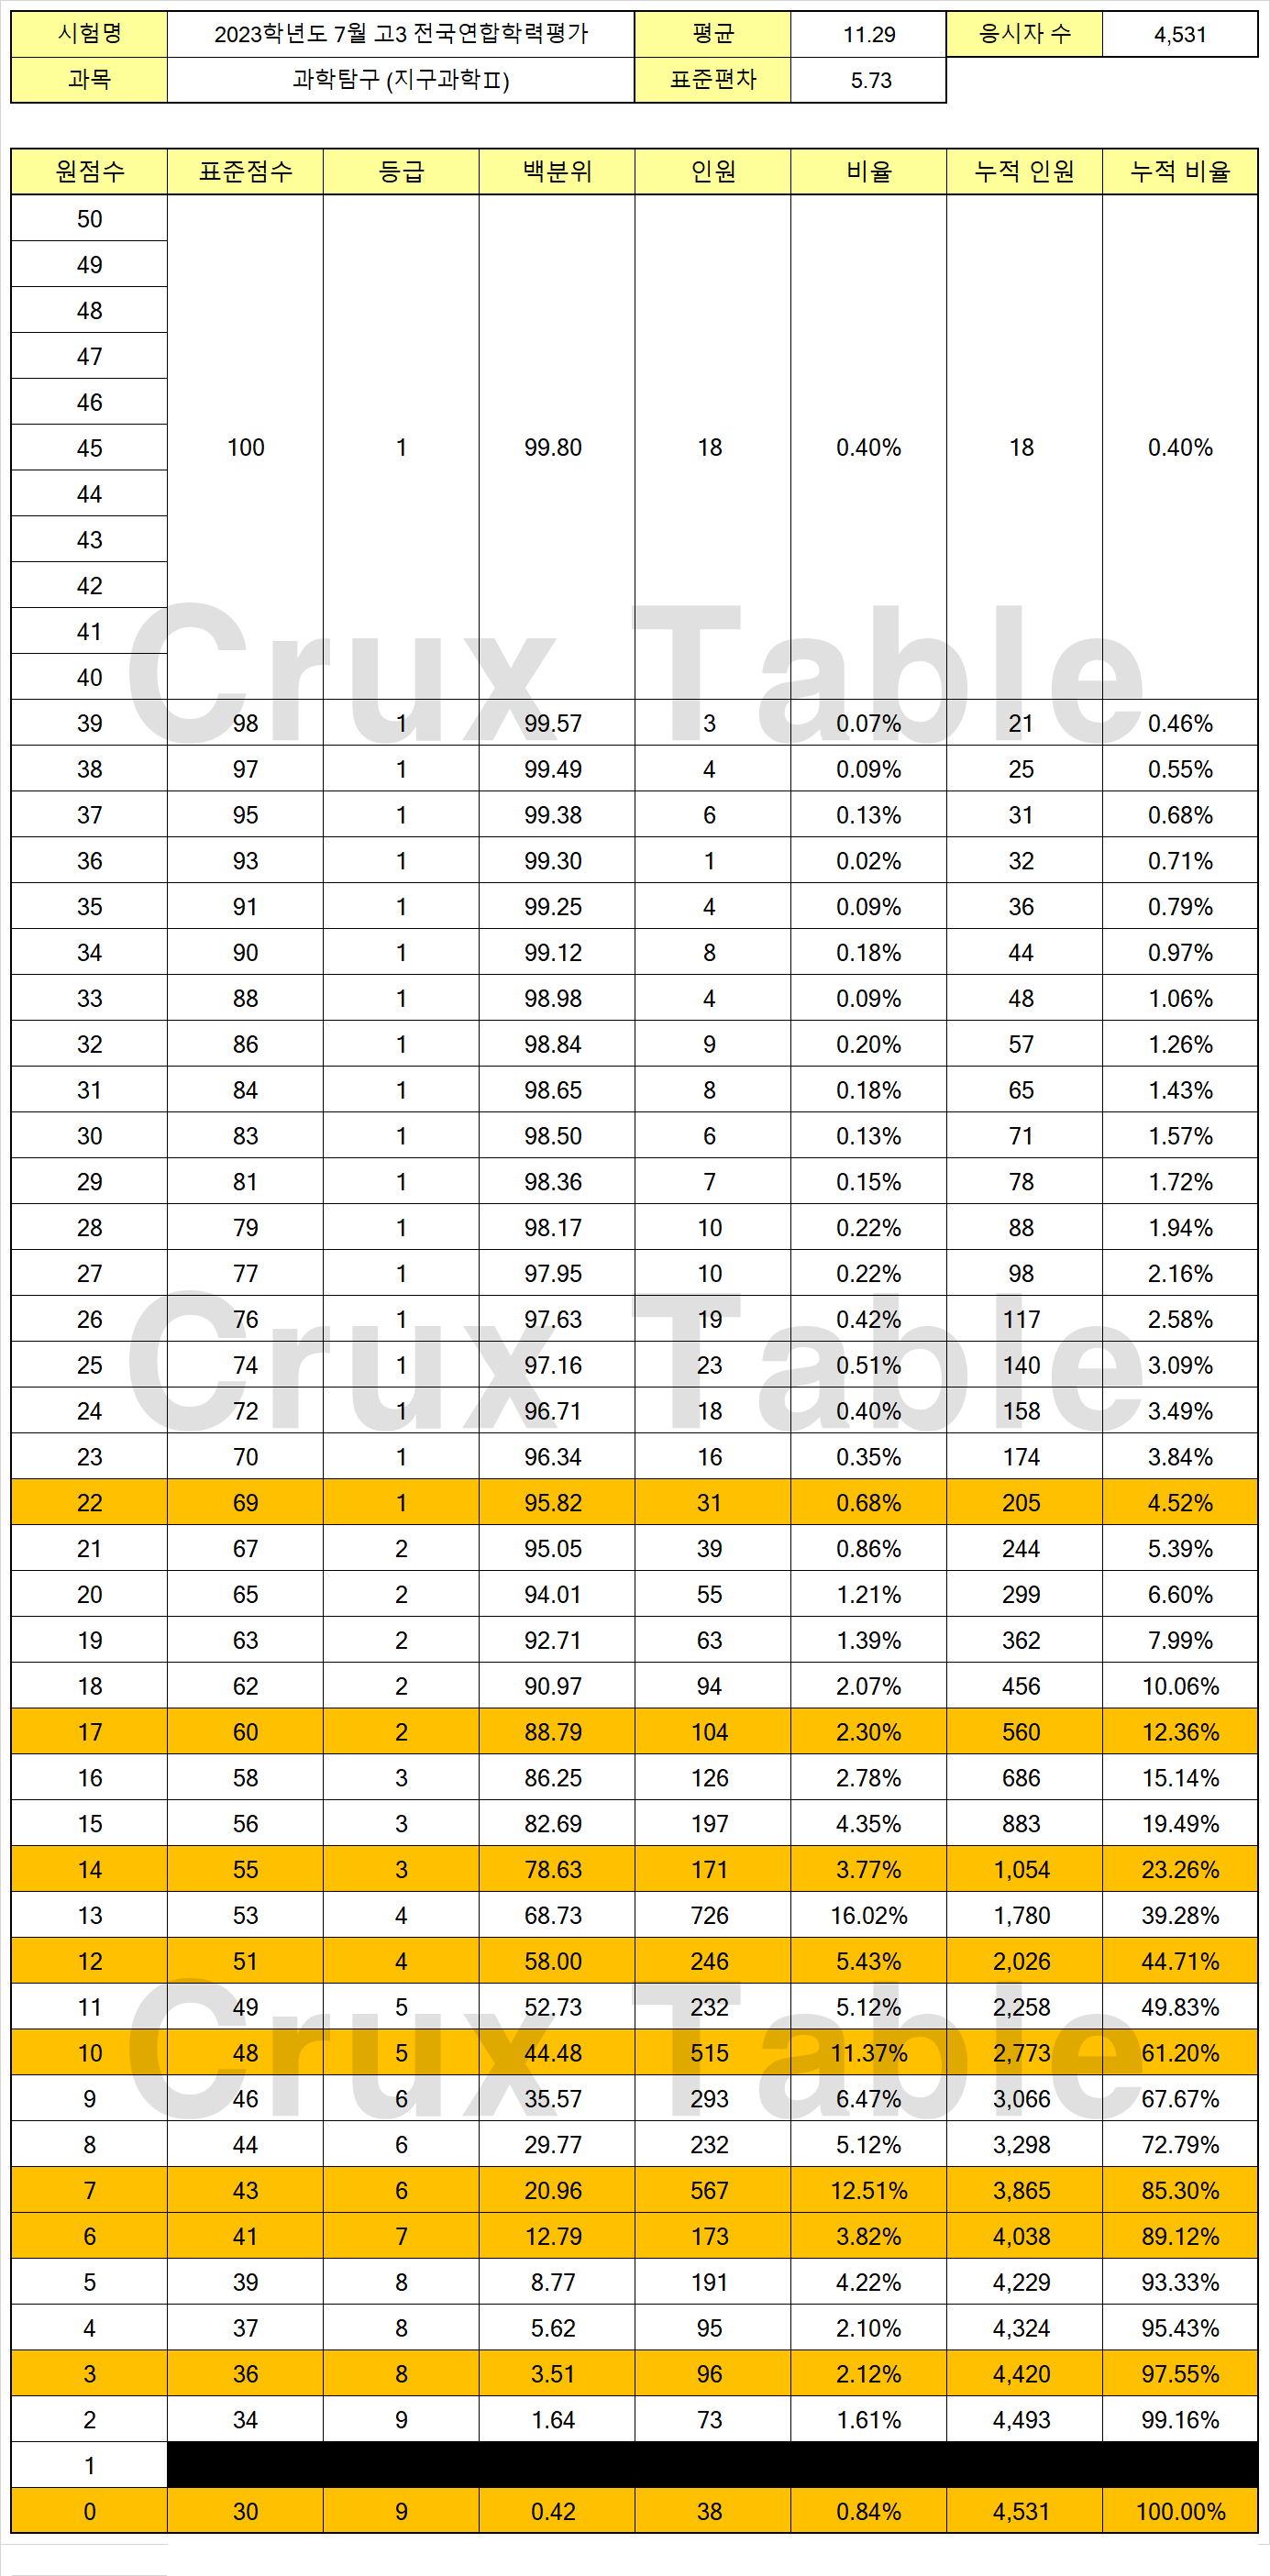 시험명 2023학년도 7월 고3 전국연합학력평가 평균 11.29 응시자 수 4,531
과목 과학탐구 (지구과학Ⅱ) 표준편차 5.73
원점수 표준점수 등급 백분위 인원 비율 누적 인원 누적 비율
50
49
48
47
46
45 100 1 99.80 18 0.40% 18 0.40%
44
43
42
41
40
Crux Table
39 98 1 99.57 3 0.07% 21 0.46%
38 97 1 99.49 4 0.09% 25 0.55%
37 95 1 99.38 6 0.13% 31 0.68%
36 93 1 99.30 1 0.02% 32 0.71%
35 91 1 99.25 4 0.09% 36 0.79%
34 90 1 99.12 8 0.18% 44 0.97%
33 88 1 98.98 4 0.09% 48 1.06%
32 86 1 98.84 9 0.20% 57 1.26%
31 84 1 98.65 8 0.18% 65 1.43%
30 83 1 98.50 6 0.13% 71 1.57%
29 81 1 98.36 7 0.15% 78 1.72%
28 79 1 98.17 10 0.22% 88 1.94%
27 77 1 97.95 10 0.22% 98 2.16%
26 76 1 97.63 19 0.42% 117 2.58%
Crux Table
25 74 1 97.16 23 0.51% 140 3.09%
24 72 1 96.71 18 0.40% 158 3.49%
23 70 1 96.34 16 0.35% 174 3.84%
22 69 1 95.82 31 0.68% 205 4.52%
21 67 2 95.05 39 0.86% 244 5.39%
20 65 2 94.01 55 1.21% 299 6.60%
19 63 2 92.71 63 1.39% 362 7.99%
18 62 2 90.97 94 2.07% 456 10.06%
17 60 2 88.79 104 2.30% 560 12.36%
16 58 3 86.25 126 2.78% 686 15.14%
15 56 3 82.69 197 4.35% 883 19.49%
14 55 3 78.63 171 3.77% 1,054 23.26%
13 53 4 68.73 726 16.02% 1,780 39.28%
12 51 4 58.00 246 5.43% 2,026 44.71%
11 49 5 52.73 232 5.12% 2,258 49.83%
Crux Table
10 48 5 44.48 515 11.37% 2,773 61.20%
9 46 6 35.57 293 6.47% 3,066 67.67%
8 44 6 29.77 232 5.12% 3,298 72.79%
7 43 6 20.96 567 12.51% 3,865 85.30%
6 41 7 12.79 173 3.82% 4,038 89.12%
5 39 8 8.77 191 4.22% 4,229 93.33%
4 37 8 5.62 95 2.10% 4,324 95.43%
3 36 8 3.51 96 2.12% 4,420 97.55%
2 34 9 1.64 73 1.61% 4,493 99.16%
1
0 30 9 0.42 38 0.84% 4,531 100.00%